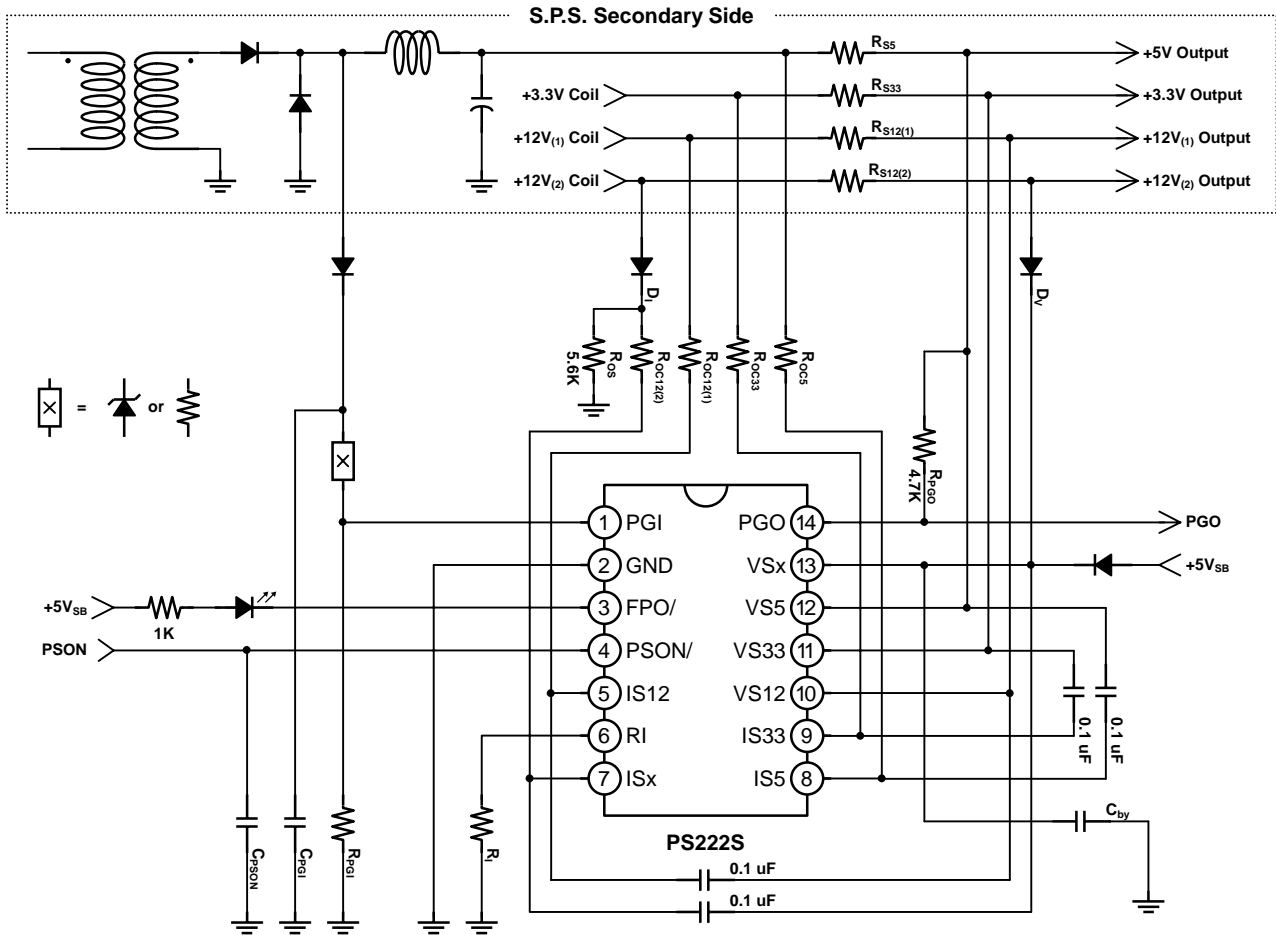 S.P.S. Secondary Side
RS5
+5V Output
+3.3V Coil
RS33
+3.3V Output
+12V(1) Coil
RS12(1)
+12V(1) Output
+12V(2) Coil
RS12(2)
+12V(2) Output
DI
DV
ROS
5.6K
ROC12(2)
ROC12(1)
ROC33
ROC5
= or
RPGO
4.7K
1 PGI
PGO 14
PGO
2 GND
VSx 13
+5VSB
+5VSB
1K
3 FPO/
VS5 12
PSON
4 PSON/
VS33 11
5 IS12
VS12 10
6 RI
IS33 9
7 ISx
IS5 8
0.1 uF
0.1 uF
PS222S
Cby
CPSON
CPGI
RPGI
RI
0.1 uF
0.1 uF